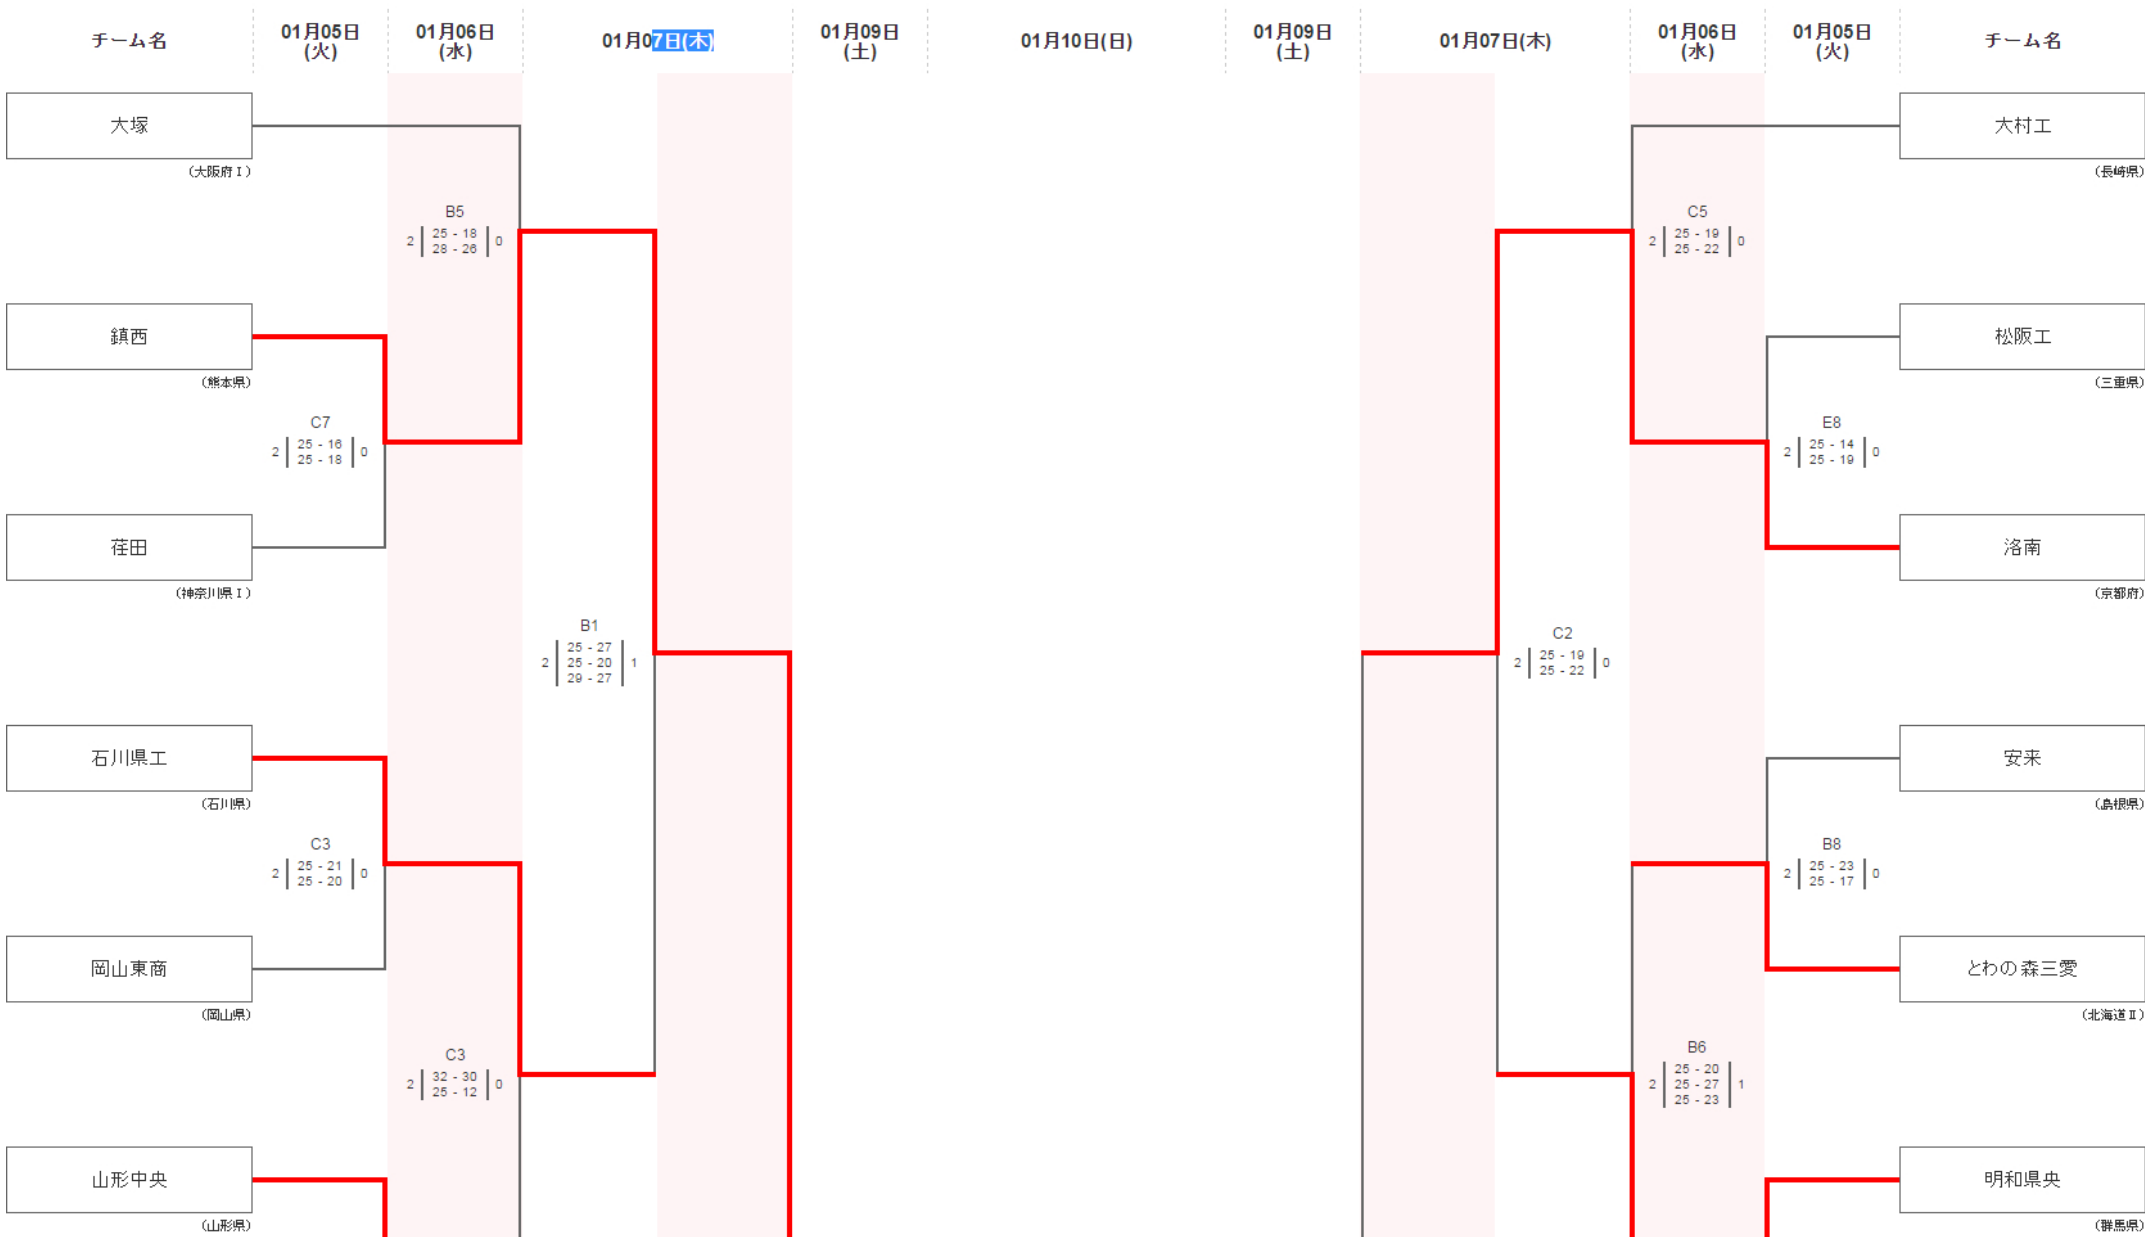 チーム名
01月05日
(火)
01月06日
(水)
01月07日(木)
01月09日
(土)
01月10日(日)
01月09日
(土)
01月07日(木)
01月06日
(水)
01月05日
(火)
チーム名
大塚
(大阪府Ⅰ)
大村工
(長崎県)
B5
2 25 - 18 0
28 - 26
C5
2 25 - 19 0
25 - 22
鎮西
(熊本県)
松阪工
(三重県)
C7
2 25 - 16 0
25 - 18
E8
2 25 - 14 0
25 - 19
荏田
(神奈川県Ⅰ)
洛南
(京都府)
B1
25 - 27
2 25 - 20 1
29 - 27
C2
2 25 - 19 0
25 - 22
石川県工
(石川県)
安来
(島根県)
C3
2 25 - 21 0
25 - 20
B8
2 25 - 23 0
25 - 17
岡山東商
(岡山県)
とわの森三愛
(北海道Ⅱ)
C3
2 32 - 30 0
25 - 12
B6
25 - 20
2 25 - 27 1
25 - 23
山形中央
(山形県)
明和県央
(群馬県)